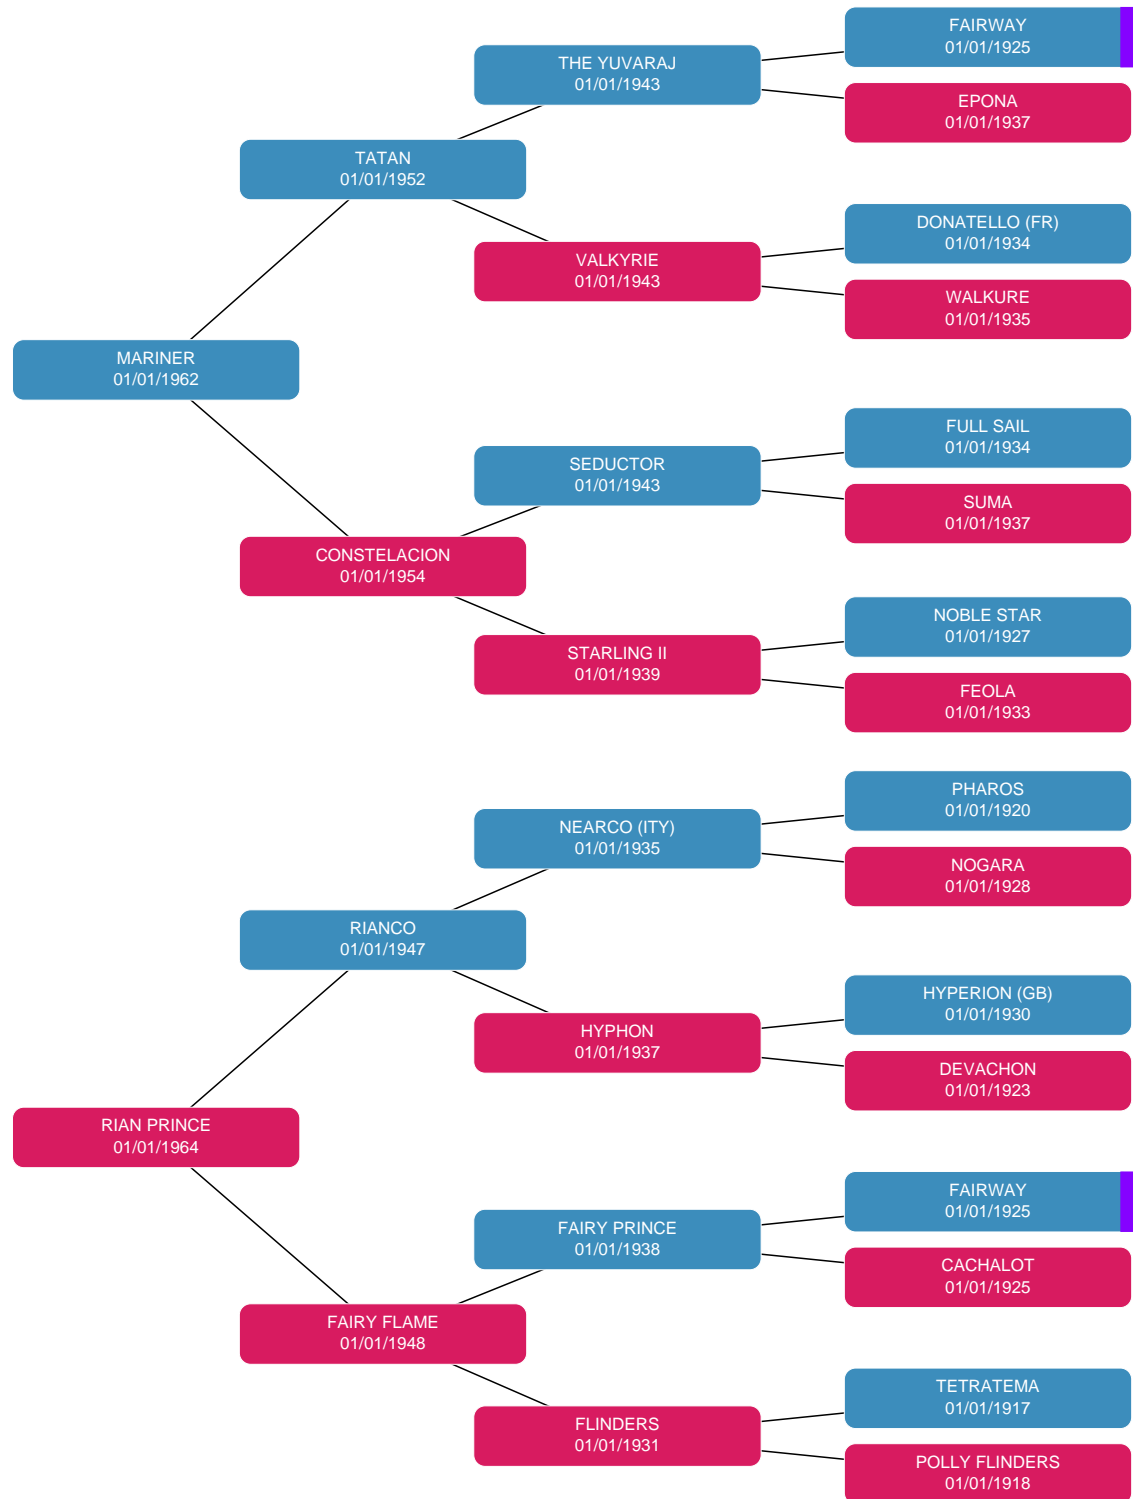 FAIRWAY
01/01/1925
THE YUVARAJ
01/01/1943
EPONA
01/01/1937
TATAN
01/01/1952
DONATELLO (FR)
01/01/1934
VALKYRIE
01/01/1943
WALKURE
01/01/1935
MARINER
01/01/1962
FULL SAIL
01/01/1934
SEDUCTOR
01/01/1943
SUMA
01/01/1937
CONSTELACION
01/01/1954
NOBLE STAR
01/01/1927
STARLING II
01/01/1939
FEOLA
01/01/1933
PHAROS
01/01/1920
NEARCO (ITY)
01/01/1935
NOGARA
01/01/1928
RIANCO
01/01/1947
HYPERION (GB)
01/01/1930
HYPHON
01/01/1937
DEVACHON
01/01/1923
RIAN PRINCE
01/01/1964
FAIRWAY
01/01/1925
FAIRY PRINCE
01/01/1938
CACHALOT
01/01/1925
FAIRY FLAME
01/01/1948
TETRATEMA
01/01/1917
FLINDERS
01/01/1931
POLLY FLINDERS
01/01/1918